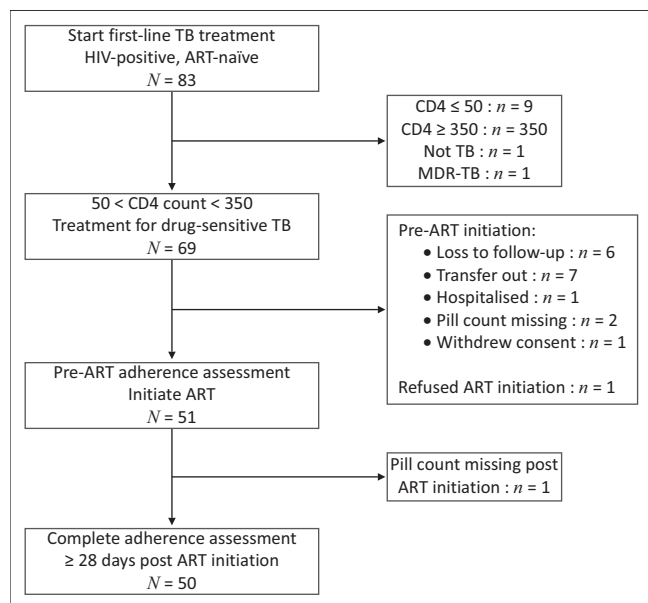 Start first-line TB treatment
HIV-positive, ART-naïve
N = 83
CD4 ≤ 50 : n = 9
CD4 ≥ 350 : n = 350
Not TB : n = 1
MDR-TB : n = 1
50 < CD4 count < 350
Treatment for drug-sensitive TB
N = 69
Pre-ART initiation:
• Loss to follow-up : n = 6
• Transfer out : n = 7
• Hospitalised : n = 1
• Pill count missing : n = 2
• Withdrew consent : n = 1
Refused ART initiation : n = 1
Pre-ART adherence assessment
Initiate ART
N = 51
Pill count missing post
ART initiation : n = 1
Complete adherence assessment
≥ 28 days post ART initiation
N = 50